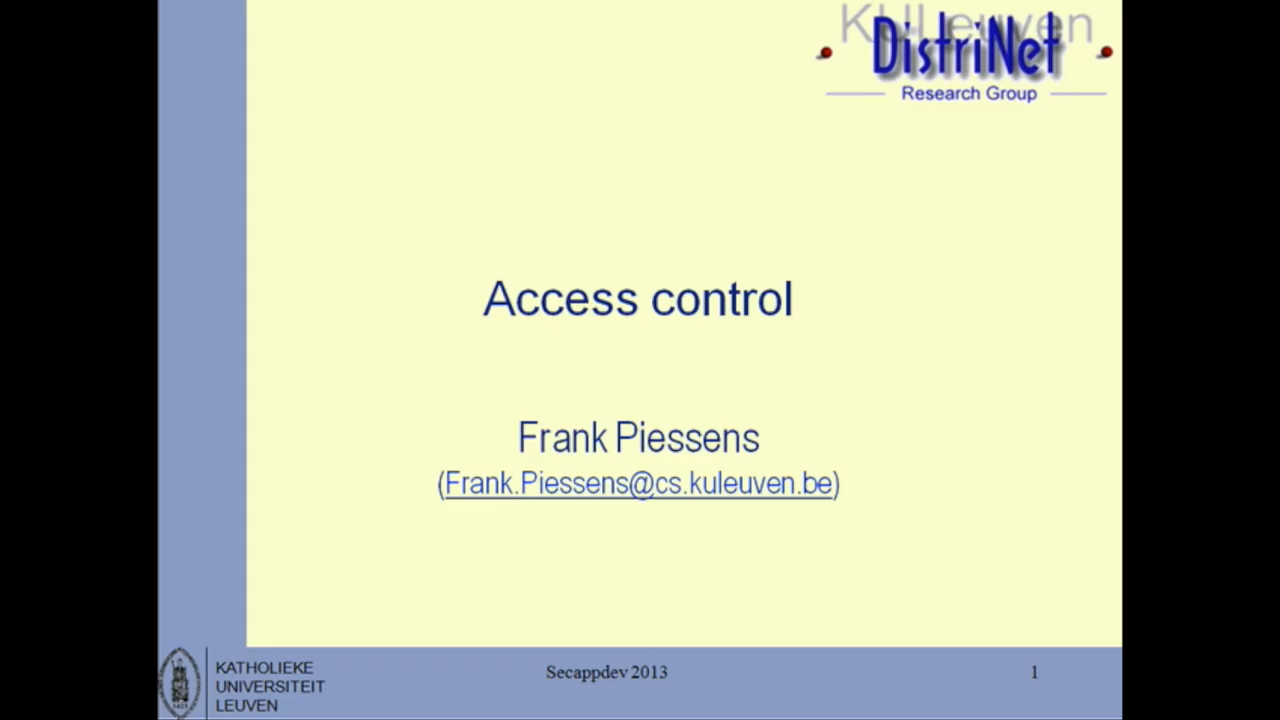 KULeuven
DistriNet
Research Group
Access control
Frank Piessens
(Frank.Piessens@cs.kuleuven.be)
KATHOLIEKE
UNIVERSITEIT
LEUVEN
Secappdev 2013
1